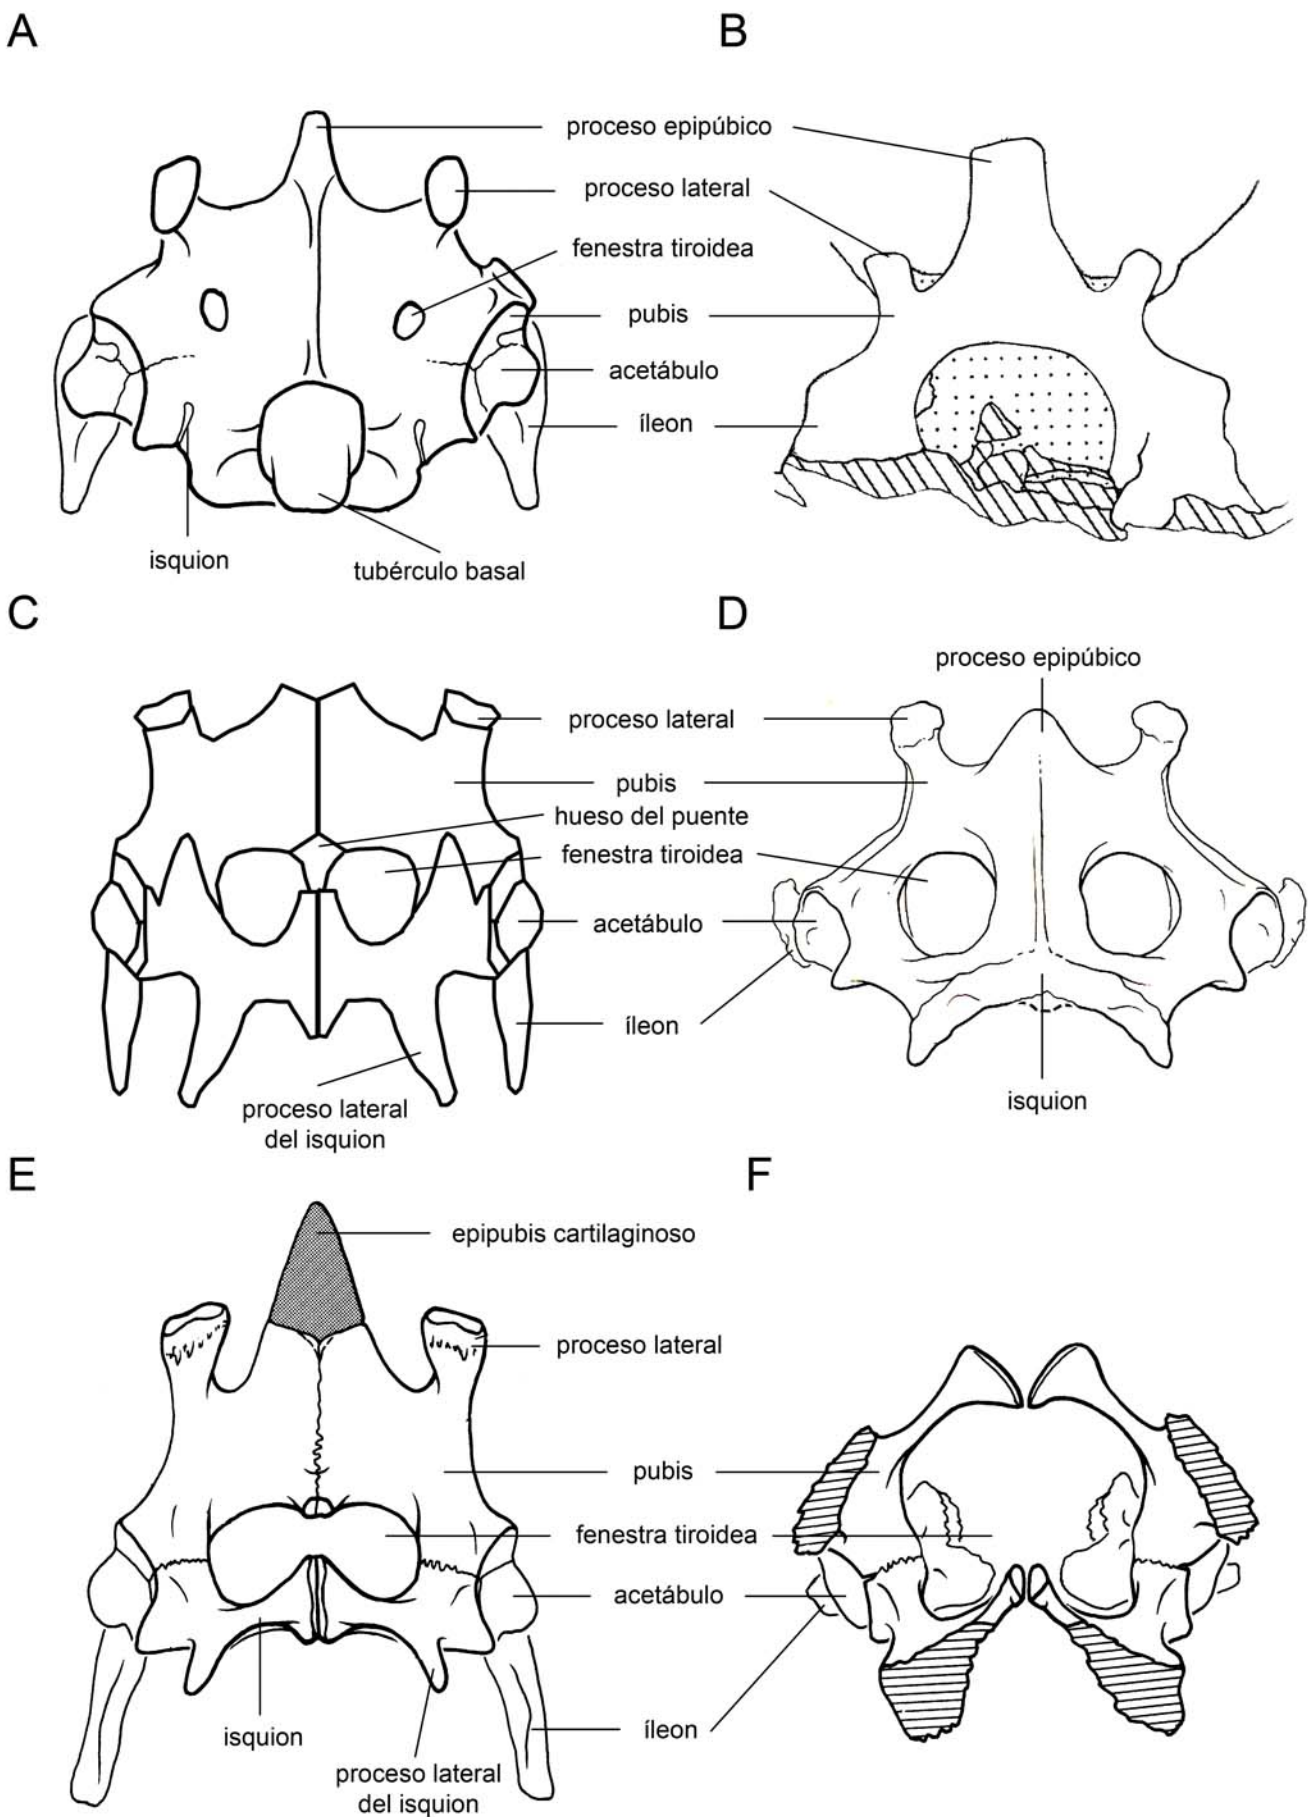 A
B
proceso epipúbico
proceso lateral
fenestra tiroidea
pubis
acetábulo
íleon
isquion
tubérculo basal
C
D
proceso epipúbico
proceso lateral
pubis
hueso del puente
fenestra tiroidea
acetábulo
íleon
proceso lateral
del isquion
isquion
E
F
epipubis cartilaginoso
proceso lateral
pubis
fenestra tiroidea
acetábulo
íleon
isquion
proceso lateral
del isquion